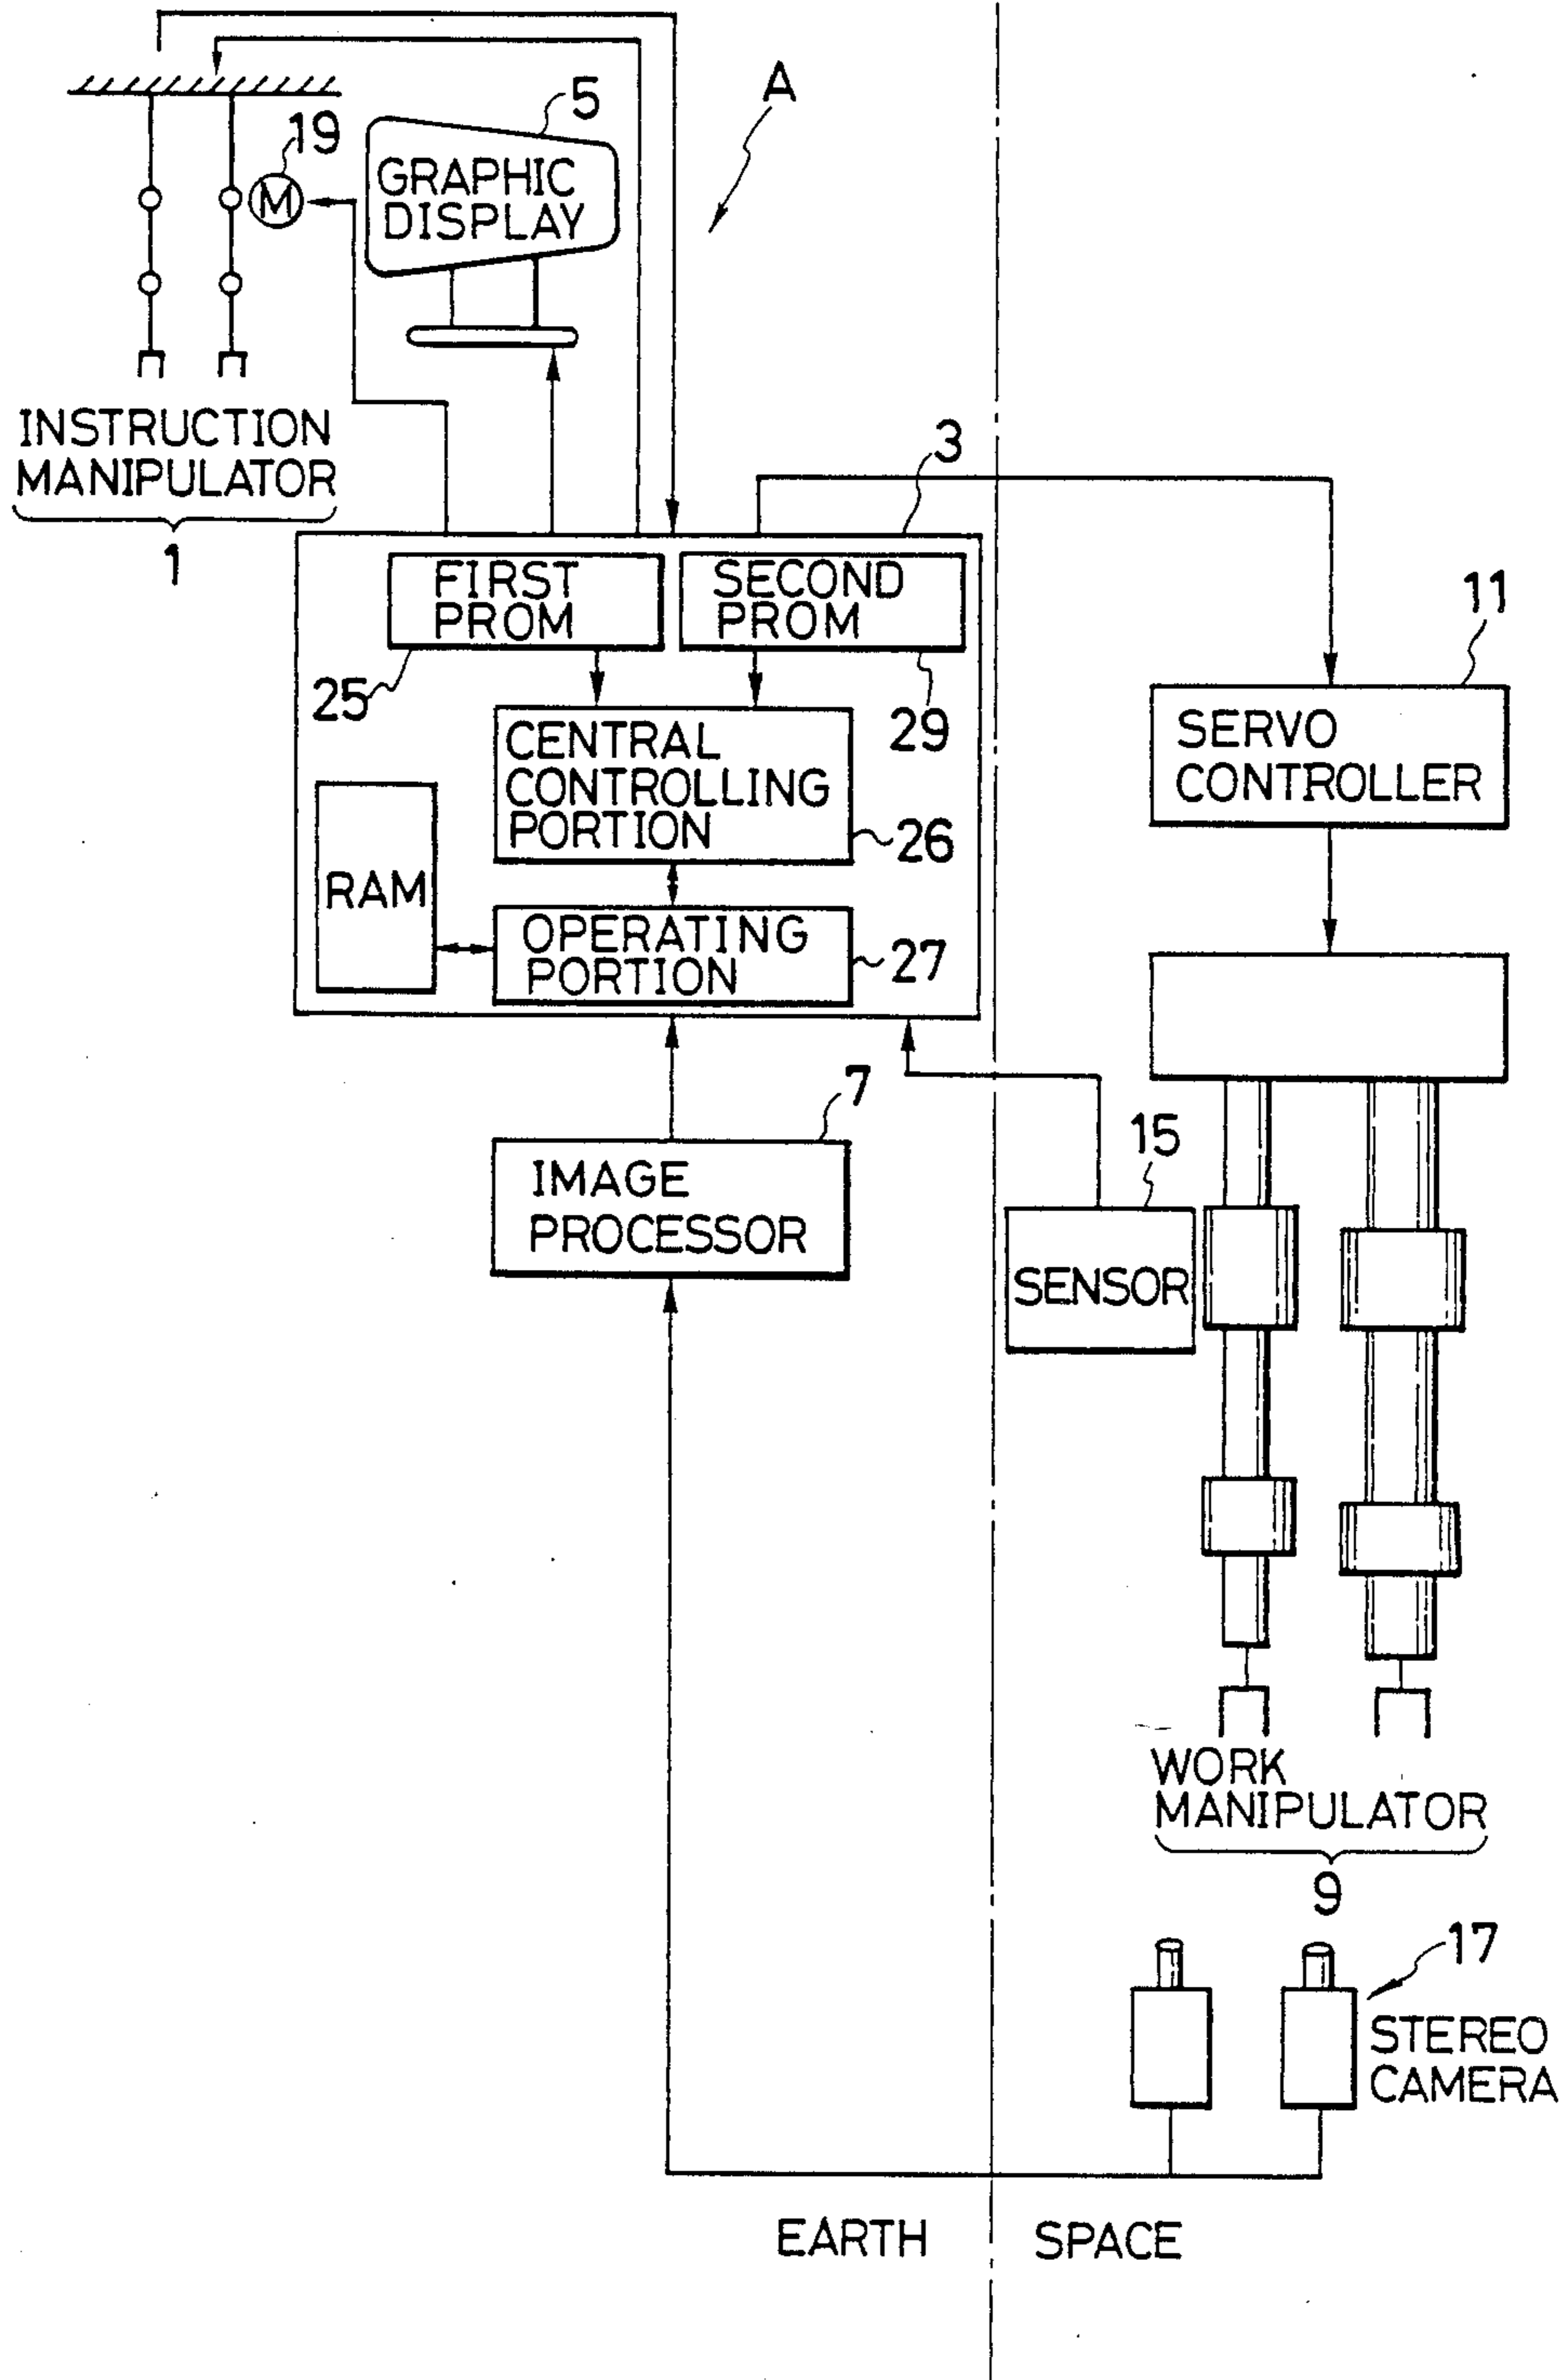 A
5
19
M
GRAPHIC
DISPLAY
INSTRUCTION
MANIPULATOR
1
3
FIRST
PROM
SECOND
PROM
25
29
11
CENTRAL
CONTROLLING
PORTION
26
SERVO
CONTROLLER
RAM
OPERATING
PORTION
27
7
IMAGE
PROCESSOR
15
SENSOR
WORK
MANIPULATOR
9
17
STEREO
CAMERA
EARTH
SPACE